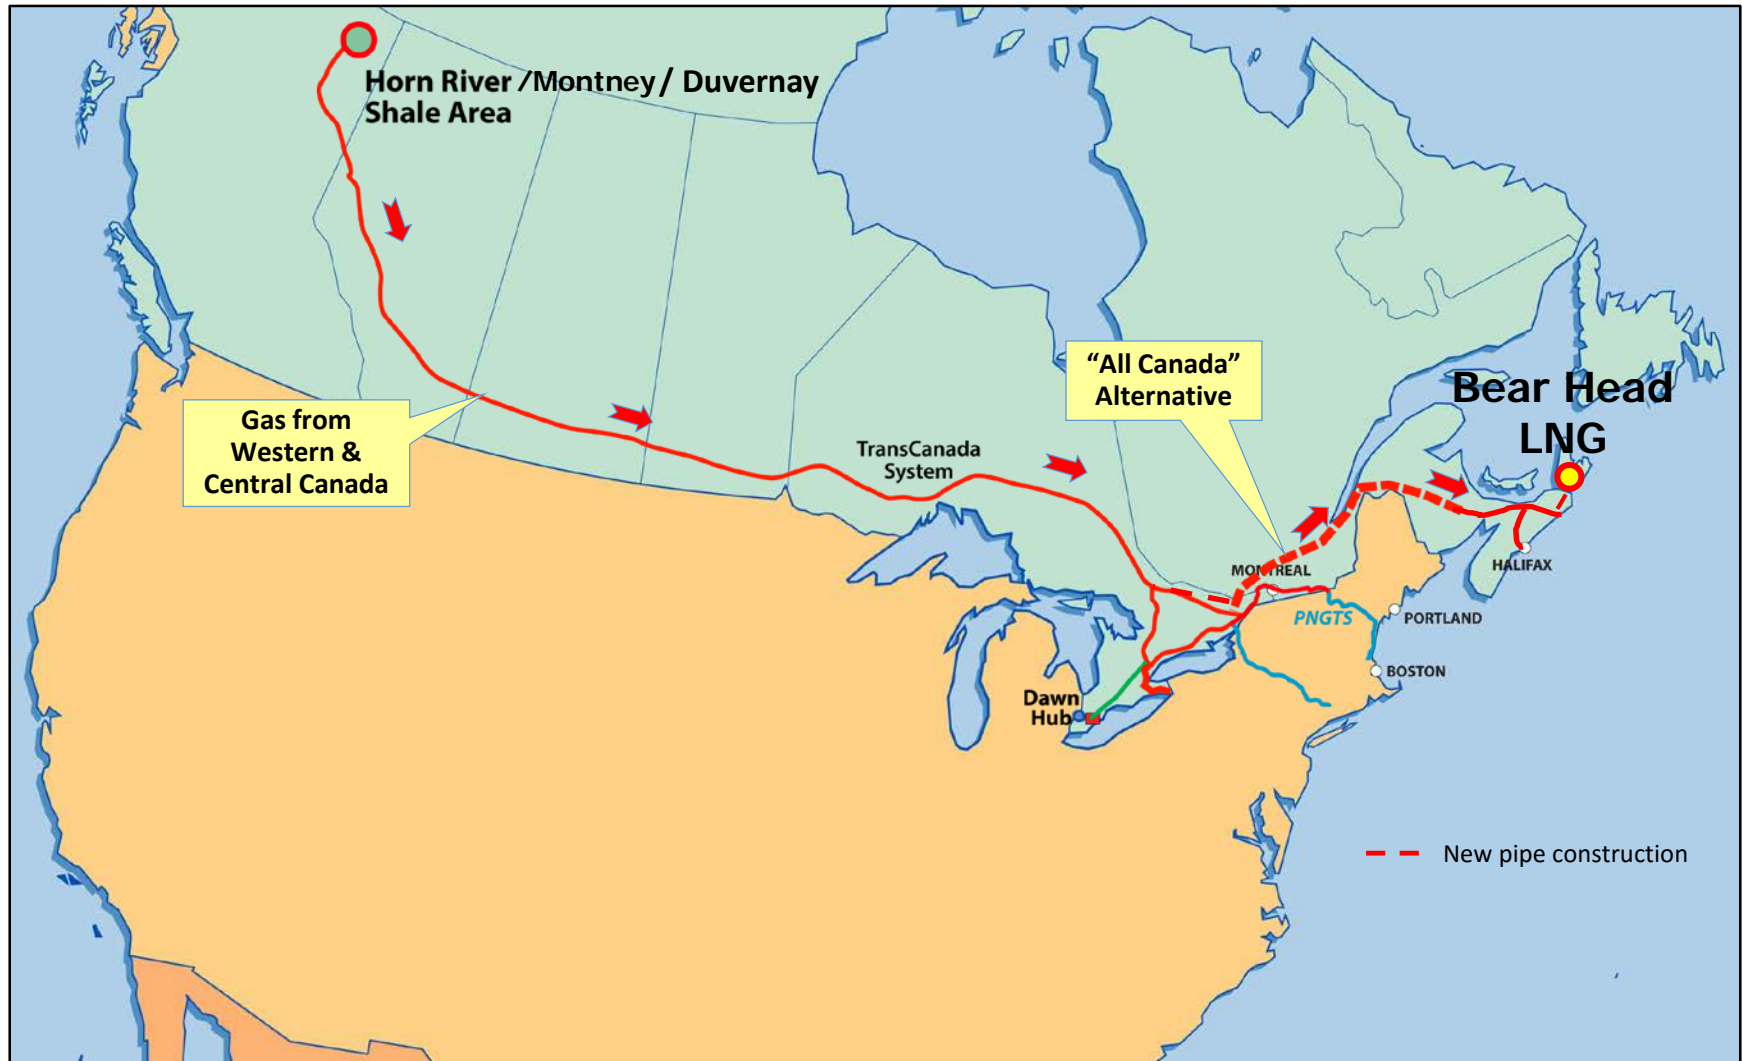 Horn River /Montney / Duvernay
Shale Area
"All Canada"
Alternative
Bear Head
LNG
Gas from
Western &
Central Canada
TransCanada
System
MONTREAL
HALIFAX
PNGTS
PORTLAND
BOSTON
Dawn
Hub
New pipe construction